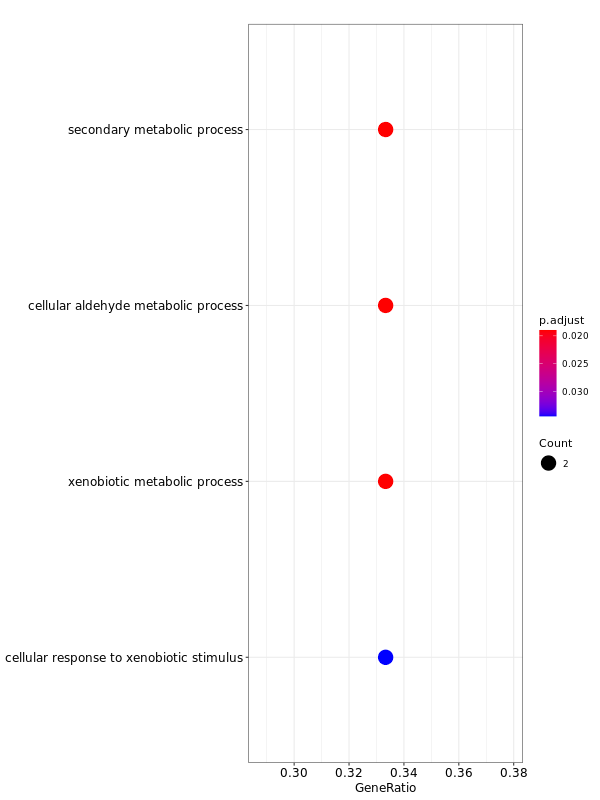 secondary metabolic process
cellular aldehyde metabolic process
xenobiotic metabolic process
cellular response to xenobiotic stimulus
0.30 0.32 0.34 0.36 0.38
GeneRatio
p.adjust
0.020
0.025
0.030
Count
2